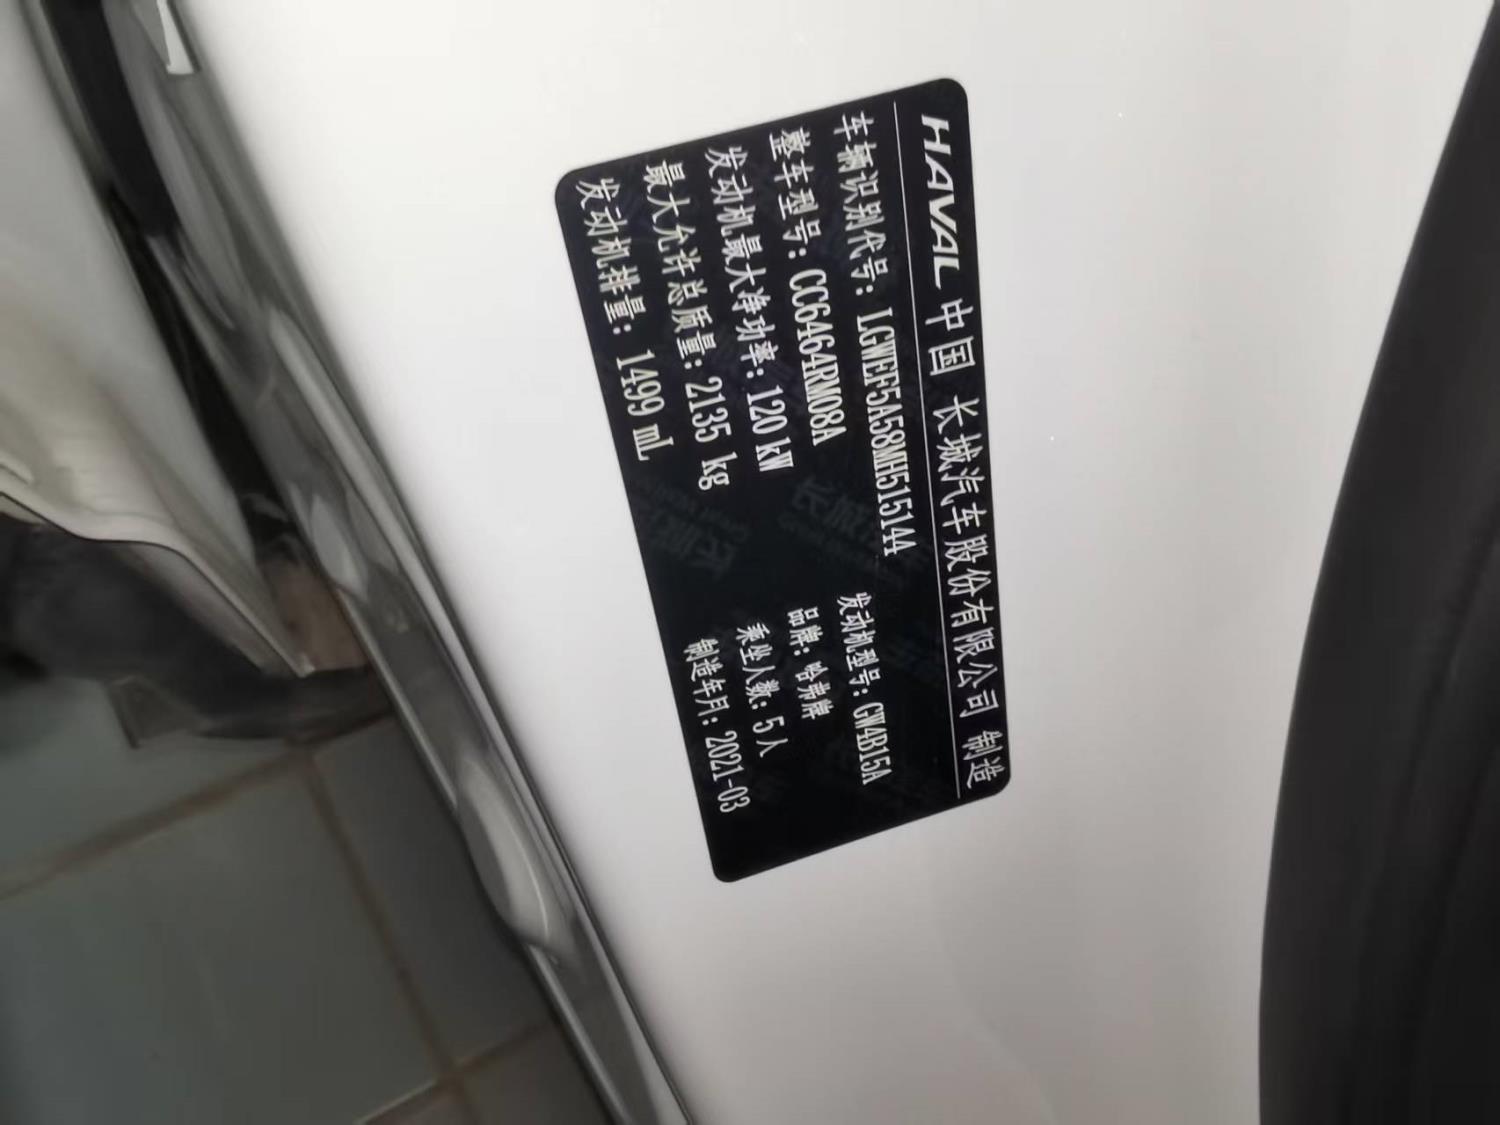 HAVAL 中国 长城汽车股份有限公司 制造
车辆识别代号：LGWEF5A58MH515144
整车型号：CC6464RM08A 发动机型号：GW4B15A
发动机最大净功率：120 kW 品牌：哈弗牌
最大允许总质量：2135 kg 乘坐人数：5人
发动机排量：1499 mL 制造年月：2021-03